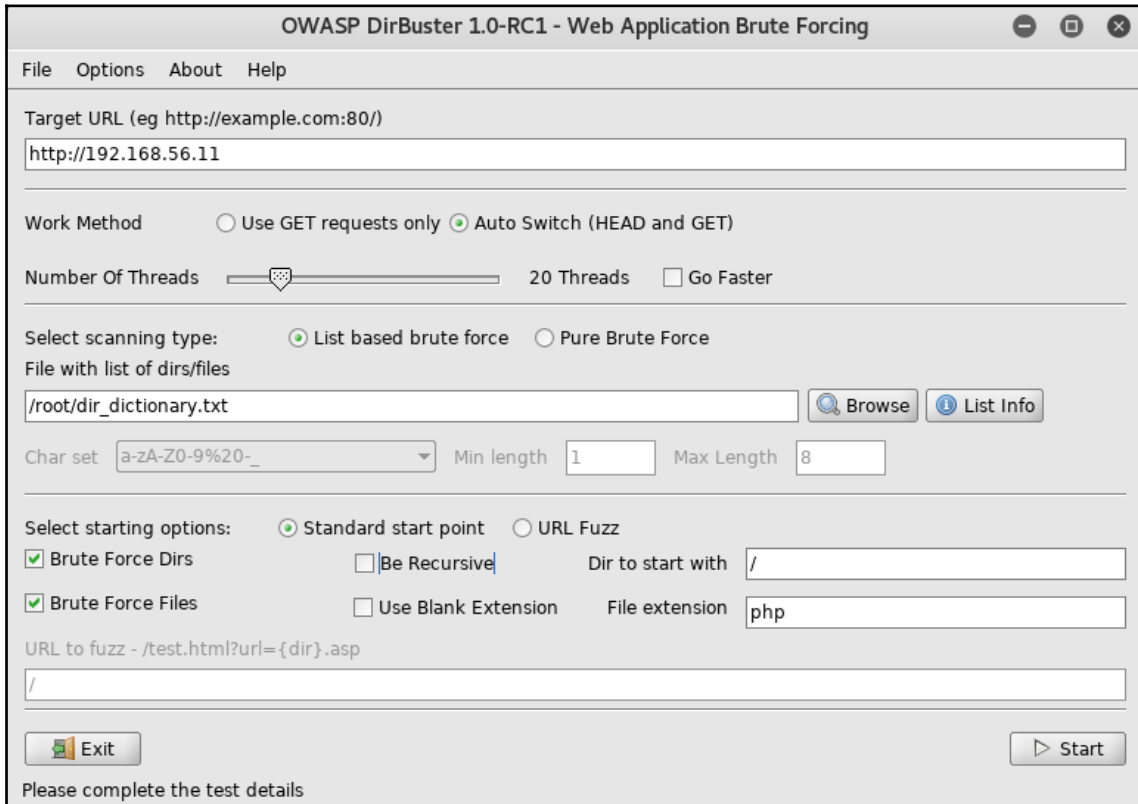 OWASP DirBuster 1.0-RC1 - Web Application Brute Forcing
File Options About Help
Target URL (eg http://example.com:80/)
http://192.168.56.11
Work Method Use GET requests only Auto Switch (HEAD and GET)
Number Of Threads 20 Threads Go Faster
Select scanning type: List based brute force Pure Brute Force
File with list of dirs/files
/root/dir_dictionary.txt Browse List Info
Char set a-zA-Z0-9%20-_ Min length 1 Max Length 8
Select starting options: Standard start point URL Fuzz
Brute Force Dirs Be Recursive Dir to start with /
Brute Force Files Use Blank Extension File extension php
URL to fuzz - /test.html?url={dir}.asp
/
Exit Start
Please complete the test details